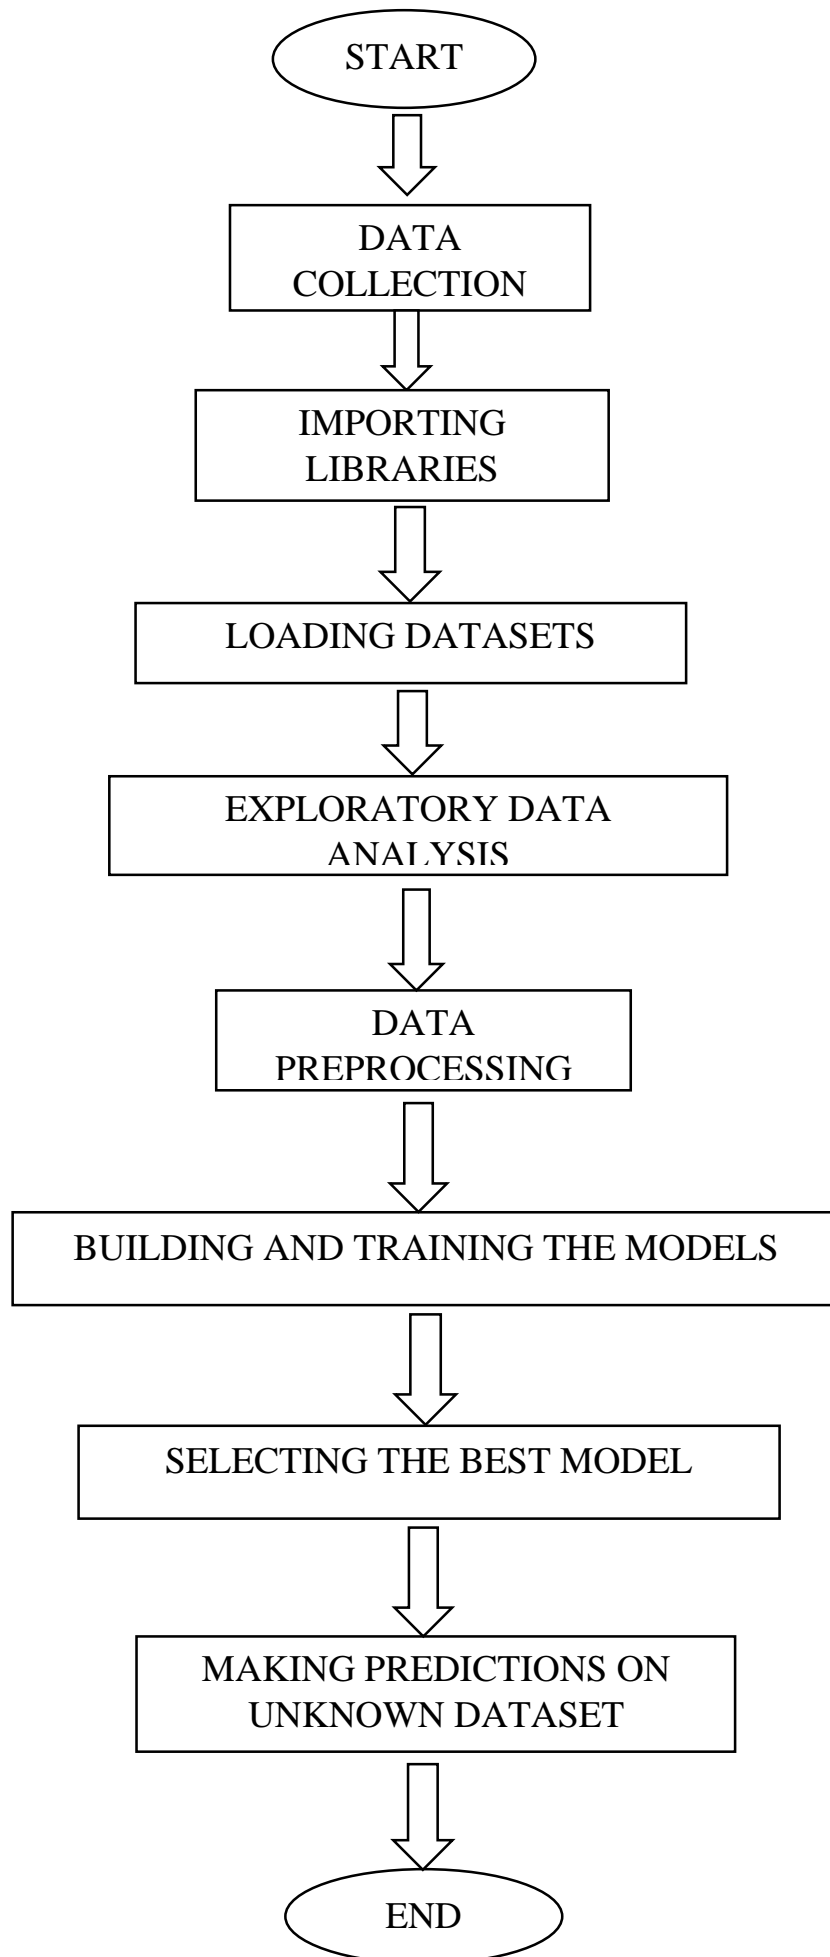 START
DATA
COLLECTION
IMPORTING
LIBRARIES
LOADING DATASETS
EXPLORATORY DATA
ANALYSIS
DATA
PREPROCESSING
BUILDING AND TRAINING THE MODELS
SELECTING THE BEST MODEL
MAKING PREDICTIONS ON
UNKNOWN DATASET
END